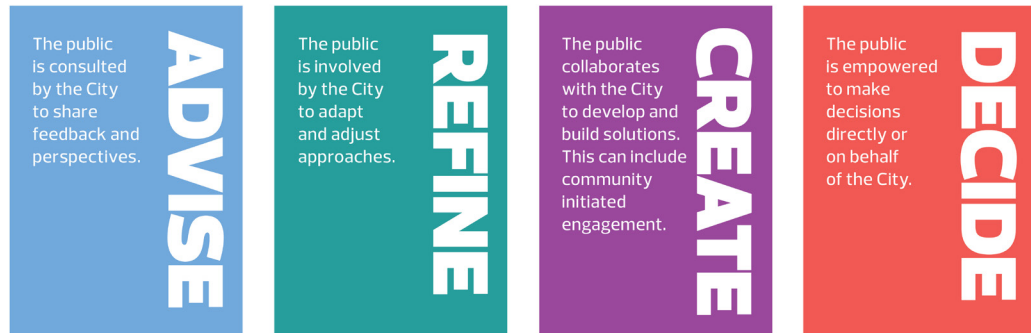 The public
is consulted
by the City
to share
feedback and
perspectives.
ADVISE
The public
is involved
by the City
to adapt
and adjust
approaches.
REFINE
The public
collaborates
with the City
to develop and
build solutions.
This can include
community
initiated
engagement.
CREATE
The public
is empowered
to make
decisions
directly or
on behalf
of the City.
DECIDE